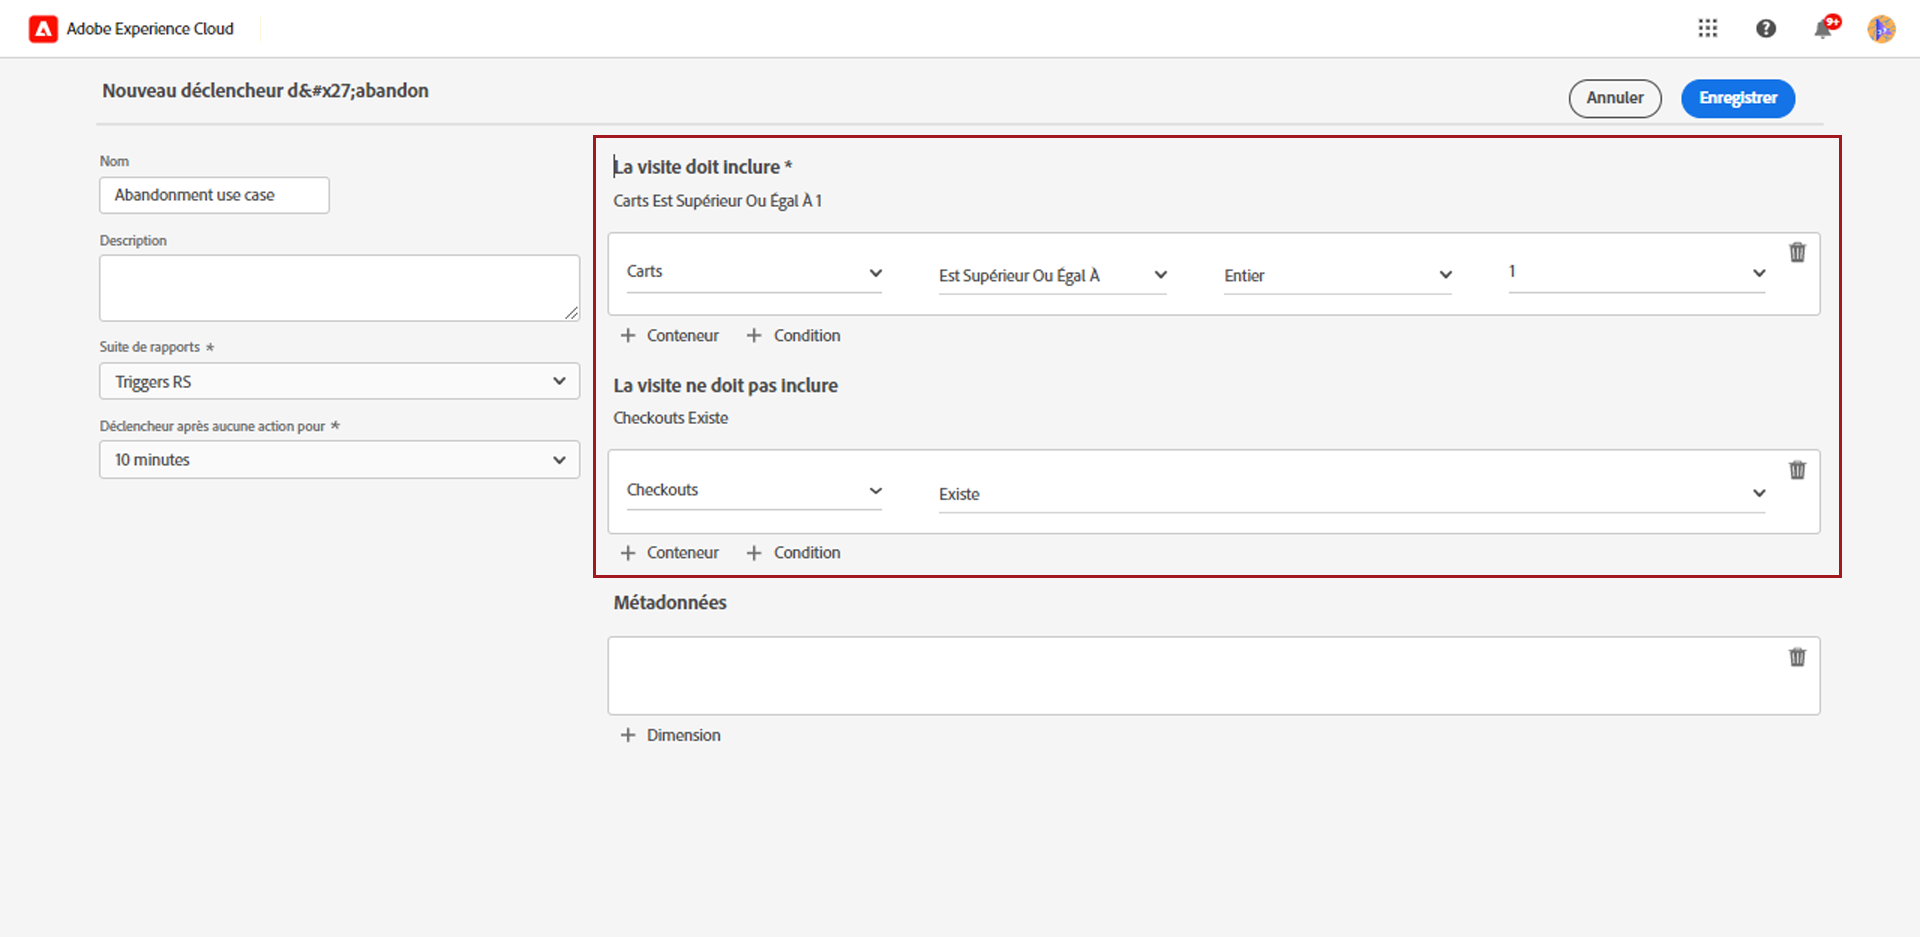 Adobe Experience Cloud
9+
Nouveau déclencheur d&#x27;abandon
Annuler
Enregistrer
Nom
Abandonment use case
Description
Suite de rapports *
Triggers RS
Déclencheur après aucune action pour *
10 minutes
La visite doit inclure *
Carts Est Supérieur Ou Égal À 1
Carts
Est Supérieur Ou Égal À
Entier
1
+ Conteneur + Condition
La visite ne doit pas inclure
Checkouts Existe
Checkouts
Existe
+ Conteneur + Condition
Métadonnées
+ Dimension